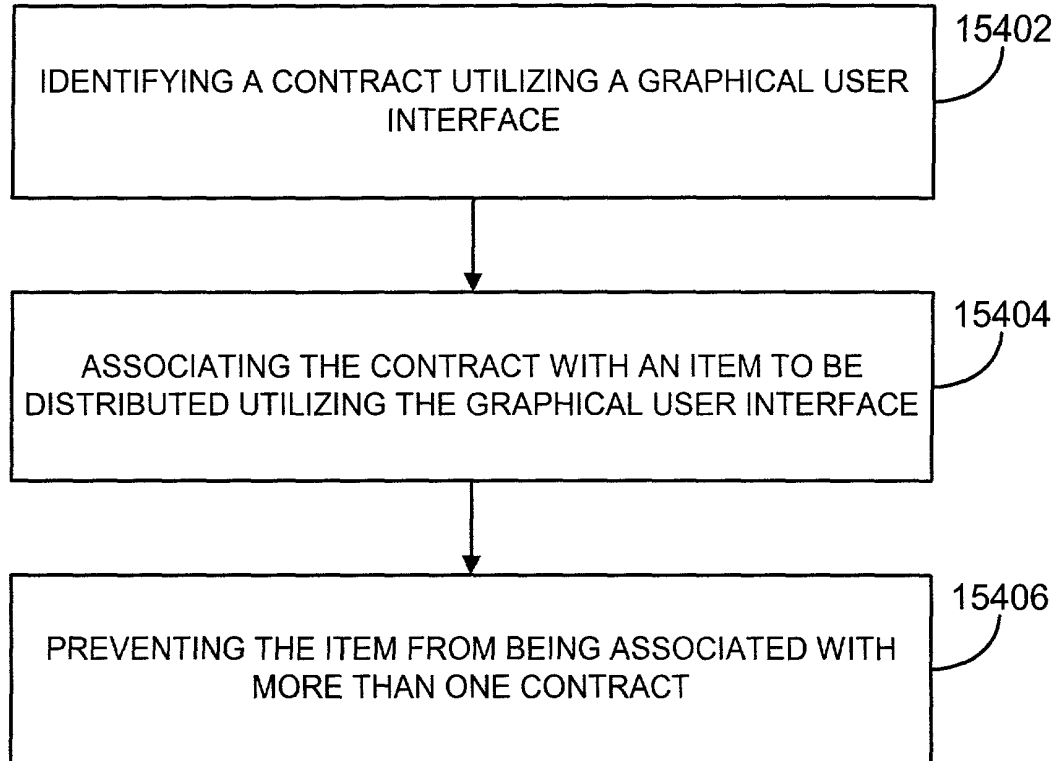 15402
IDENTIFYING A CONTRACT UTILIZING A GRAPHICAL USER
INTERFACE
15404
ASSOCIATING THE CONTRACT WITH AN ITEM TO BE
DISTRIBUTED UTILIZING THE GRAPHICAL USER INTERFACE
15406
PREVENTING THE ITEM FROM BEING ASSOCIATED WITH
MORE THAN ONE CONTRACT